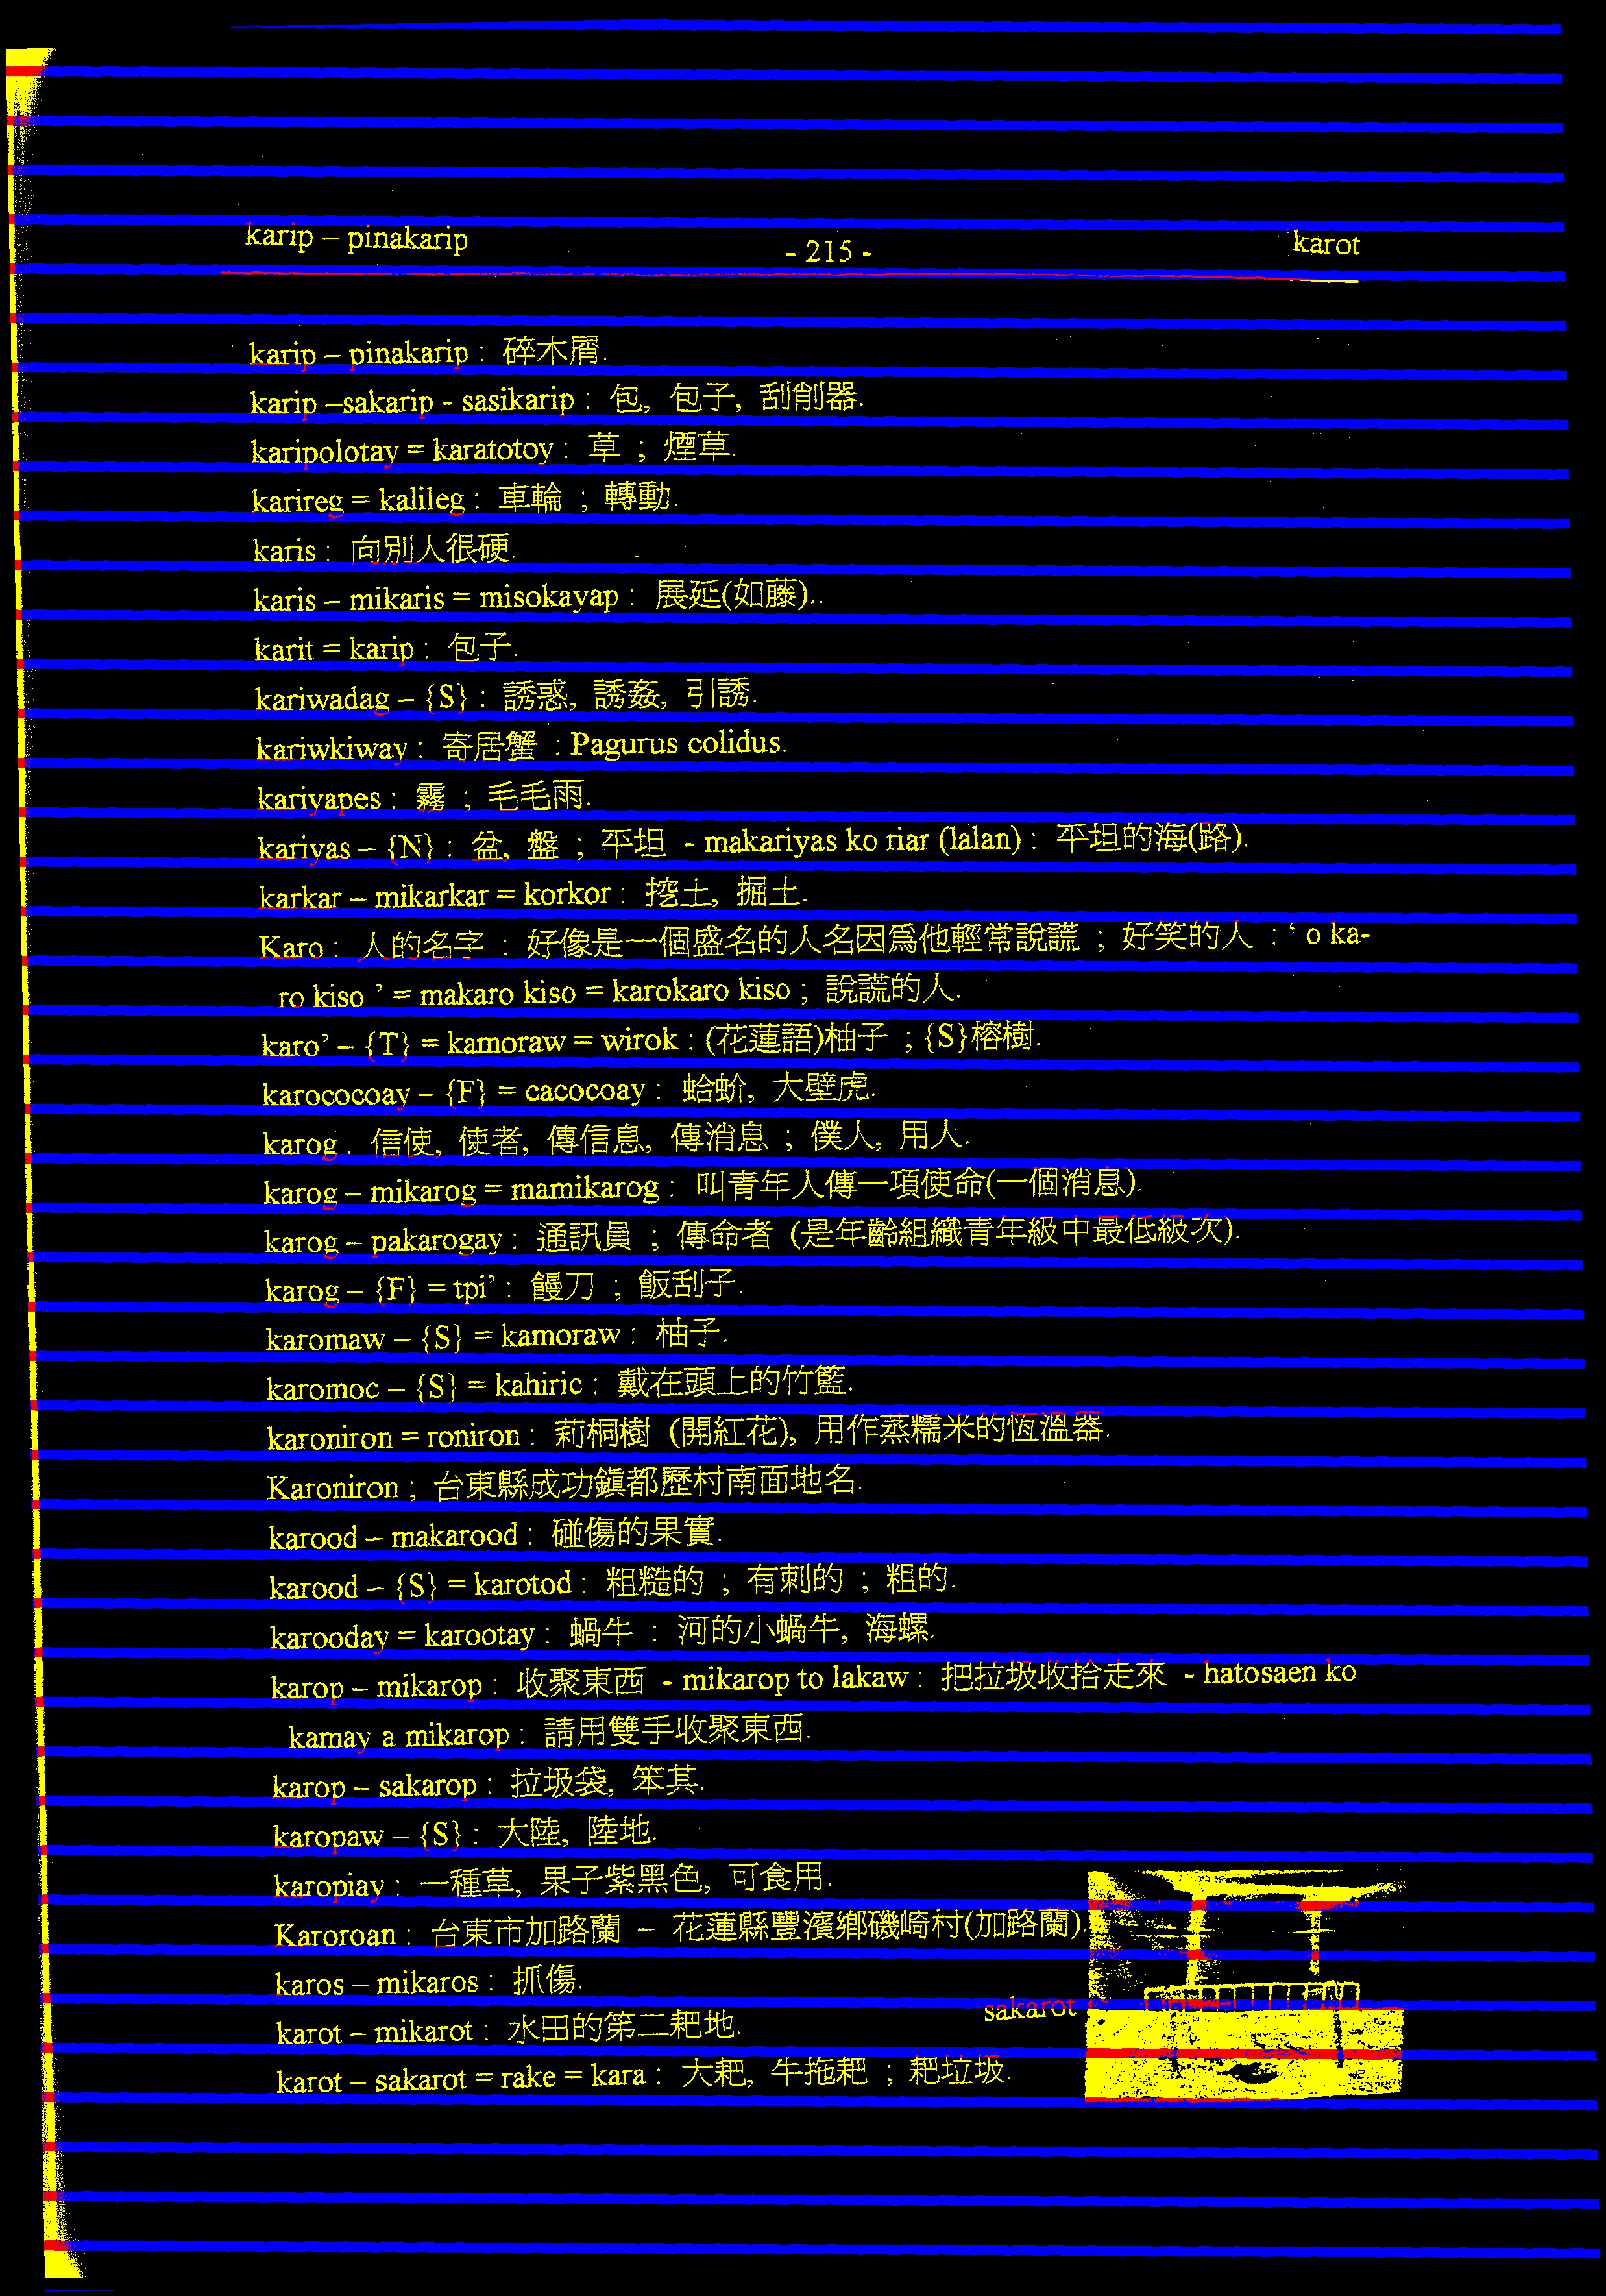 karip – pinakarip
- 215 -
karot
karip – pinakarip : 碎木屑.
karip –sakarip - sasikarip : 包, 包子, 刮削器.
karipolotay = karatotoy : 草 ; 煙草.
karireg = kalileg : 車輪 ; 轉動.
karis : 向別人很硬.
karis – mikaris = misokayap : 展延(如藤)..
karit = karip : 包子.
kariwadag – {S} : 誘惑, 誘姦, 引誘.
kariwkiway : 寄居蟹 : Pagurus colidus.
kariyapes : 霧 ; 毛毛雨.
kariyas – {N} : 盆, 盤 ; 平坦 - makariyas ko riar (lalan) : 平坦的海(路).
karkar – mikarkar = korkor : 挖土, 掘土.
Karo : 人的名字 : 好像是一個盛名的人名因爲他輕常說謊 ; 好笑的人 : ‘ o ka-
ro kiso ’ = makaro kiso = karokaro kiso ; 說謊的人.
karo’ – {T} = kamoraw = wirok : (花蓮語)柚子 ; {S}榕樹.
karococoay – {F} = cacocoay : 蛤蚧, 大壁虎.
karog : 信使, 使者, 傳信息, 傳消息 ; 僕人, 用人.
karog – mikarog = mamikarog : 叫青年人傳一項使命(一個消息).
karog – pakarogay : 通訊員 ; 傳命者 (是年齡組織青年級中最低級次).
karog – {F} = tpi’ : 饅刀 ; 飯刮子.
karomaw – {S} = kamoraw : 柚子.
karomoc – {S} = kahiric : 戴在頭上的竹籃.
karoniron = roniron : 莿桐樹 (開紅花), 用作蒸糯米的恆溫器.
Karoniron ; 台東縣成功鎮都歷村南面地名.
karood – makarood : 碰傷的果實.
karood – {S} = karotod : 粗糙的 ; 有刺的 ; 粗的.
karooday = karootay : 蝸牛 : 河的小蝸牛, 海螺.
karop – mikarop : 收聚東西 - mikarop to lakaw : 把拉圾收拾走來 - hatosaen ko
kamay a mikarop : 請用雙手收聚東西.
karop – sakarop : 拉圾袋, 笨其.
karopaw – {S} : 大陸, 陸地.
karopiay : 一種草, 果子紫黑色, 可食用.
Karoroan : 台東市加路蘭 – 花蓮縣豐濱鄉磯崎村(加路蘭).
karos – mikaros : 抓傷.
karot – mikarot : 水田的第二耙地.
sakarot
karot – sakarot = rake = kara : 大耙, 牛拖耙 ; 耙垃圾.